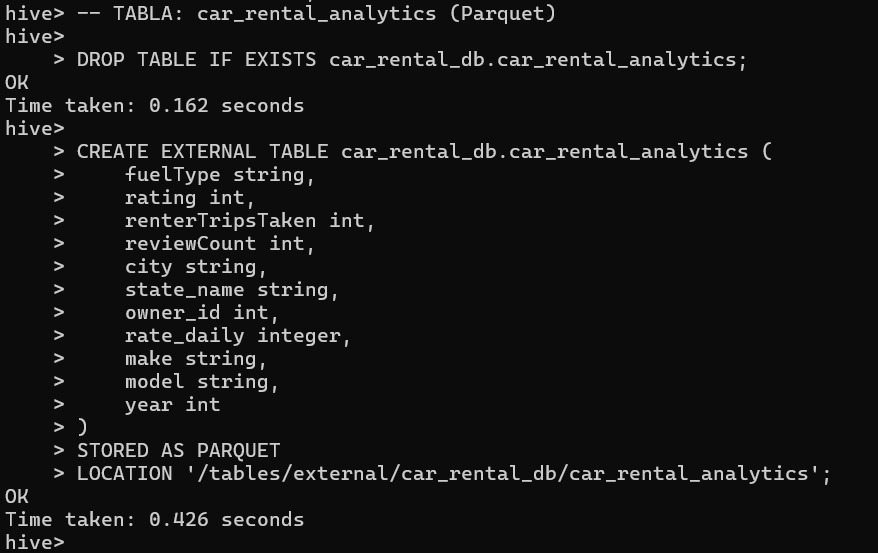 hive> -- TABLA: car_rental_analytics (Parquet)
hive>
    > DROP TABLE IF EXISTS car_rental_db.car_rental_analytics;
OK
Time taken: 0.162 seconds
hive>
    > CREATE EXTERNAL TABLE car_rental_db.car_rental_analytics (
    >     fuelType string,
    >     rating int,
    >     renterTripsTaken int,
    >     reviewCount int,
    >     city string,
    >     state_name string,
    >     owner_id int,
    >     rate_daily integer,
    >     make string,
    >     model string,
    >     year int
    > )
    > STORED AS PARQUET
    > LOCATION '/tables/external/car_rental_db/car_rental_analytics';
OK
Time taken: 0.426 seconds
hive>